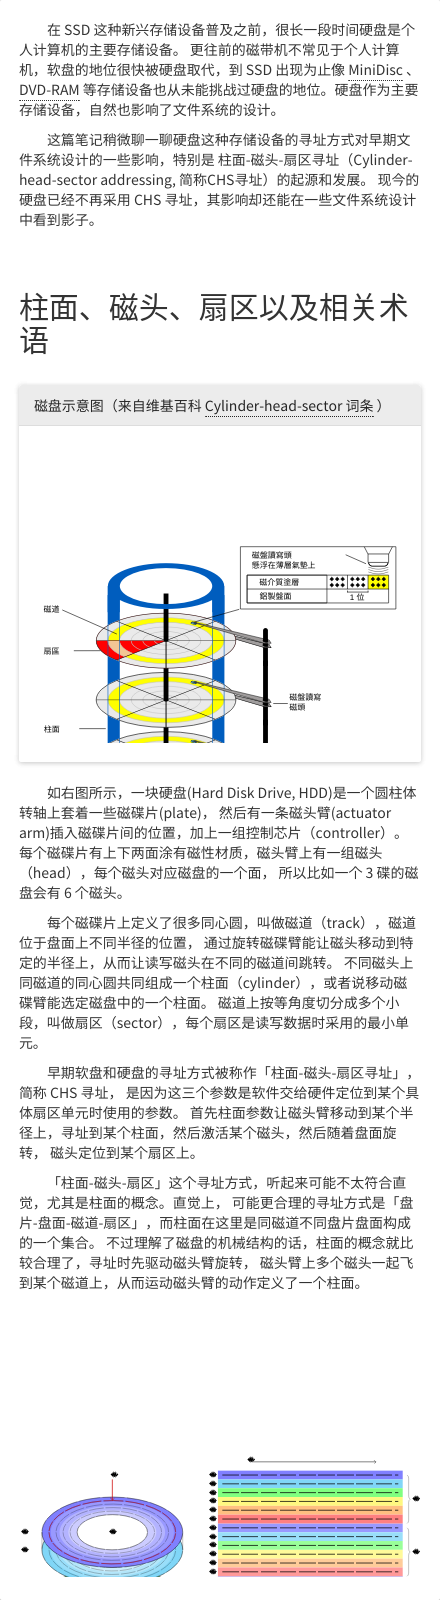 在 SSD 这种新兴存储设备普及之前，很长一段时间硬盘是个
人计算机的主要存储设备。 更往前的磁带机不常见于个人计算
机，软盘的地位很快被硬盘取代，到 SSD 出现为止像 MiniDisc 、
DVD-RAM 等存储设备也从未能挑战过硬盘的地位。硬盘作为主要
存储设备，自然也影响了文件系统的设计。
这篇笔记稍微聊一聊硬盘这种存储设备的寻址方式对早期文
件系统设计的一些影响，特别是 柱面-磁头-扇区寻址（Cylinder-
head-sector addressing, 简称CHS寻址）的起源和发展。 现今的
硬盘已经不再采用 CHS 寻址，其影响却还能在一些文件系统设计
中看到影子。
柱面、磁头、扇区以及相关术
语
磁盘示意图（来自维基百科 Cylinder-head-sector 词条 ）
磁盤讀寫頭
懸浮在薄層氣墊上
磁介質塗層
鋁製盤面
1 位
磁道
扇區
磁盤讀寫
磁頭
柱面
如右图所示，一块硬盘(Hard Disk Drive, HDD)是一个圆柱体
转轴上套着一些磁碟片(plate)， 然后有一条磁头臂(actuator
arm)插入磁碟片间的位置，加上一组控制芯片（controller）。
每个磁碟片有上下两面涂有磁性材质，磁头臂上有一组磁头
（head），每个磁头对应磁盘的一个面， 所以比如一个 3 碟的磁
盘会有 6 个磁头。
每个磁碟片上定义了很多同心圆，叫做磁道（track），磁道
位于盘面上不同半径的位置， 通过旋转磁碟臂能让磁头移动到特
定的半径上，从而让读写磁头在不同的磁道间跳转。 不同磁头上
同磁道的同心圆共同组成一个柱面（cylinder），或者说移动磁
碟臂能选定磁盘中的一个柱面。 磁道上按等角度切分成多个小
段，叫做扇区（sector），每个扇区是读写数据时采用的最小单
元。
早期软盘和硬盘的寻址方式被称作「柱面-磁头-扇区寻址」，
简称 CHS 寻址， 是因为这三个参数是软件交给硬件定位到某个具
体扇区单元时使用的参数。 首先柱面参数让磁头臂移动到某个半
径上，寻址到某个柱面，然后激活某个磁头，然后随着盘面旋
转， 磁头定位到某个扇区上。
「柱面-磁头-扇区」这个寻址方式，听起来可能不太符合直
觉，尤其是柱面的概念。直觉上， 可能更合理的寻址方式是「盘
片-盘面-磁道-扇区」，而柱面在这里是同磁道不同盘片盘面构成
的一个集合。 不过理解了磁盘的机械结构的话，柱面的概念就比
较合理了，寻址时先驱动磁头臂旋转， 磁头臂上多个磁头一起飞
到某个磁道上，从而运动磁头臂的动作定义了一个柱面。